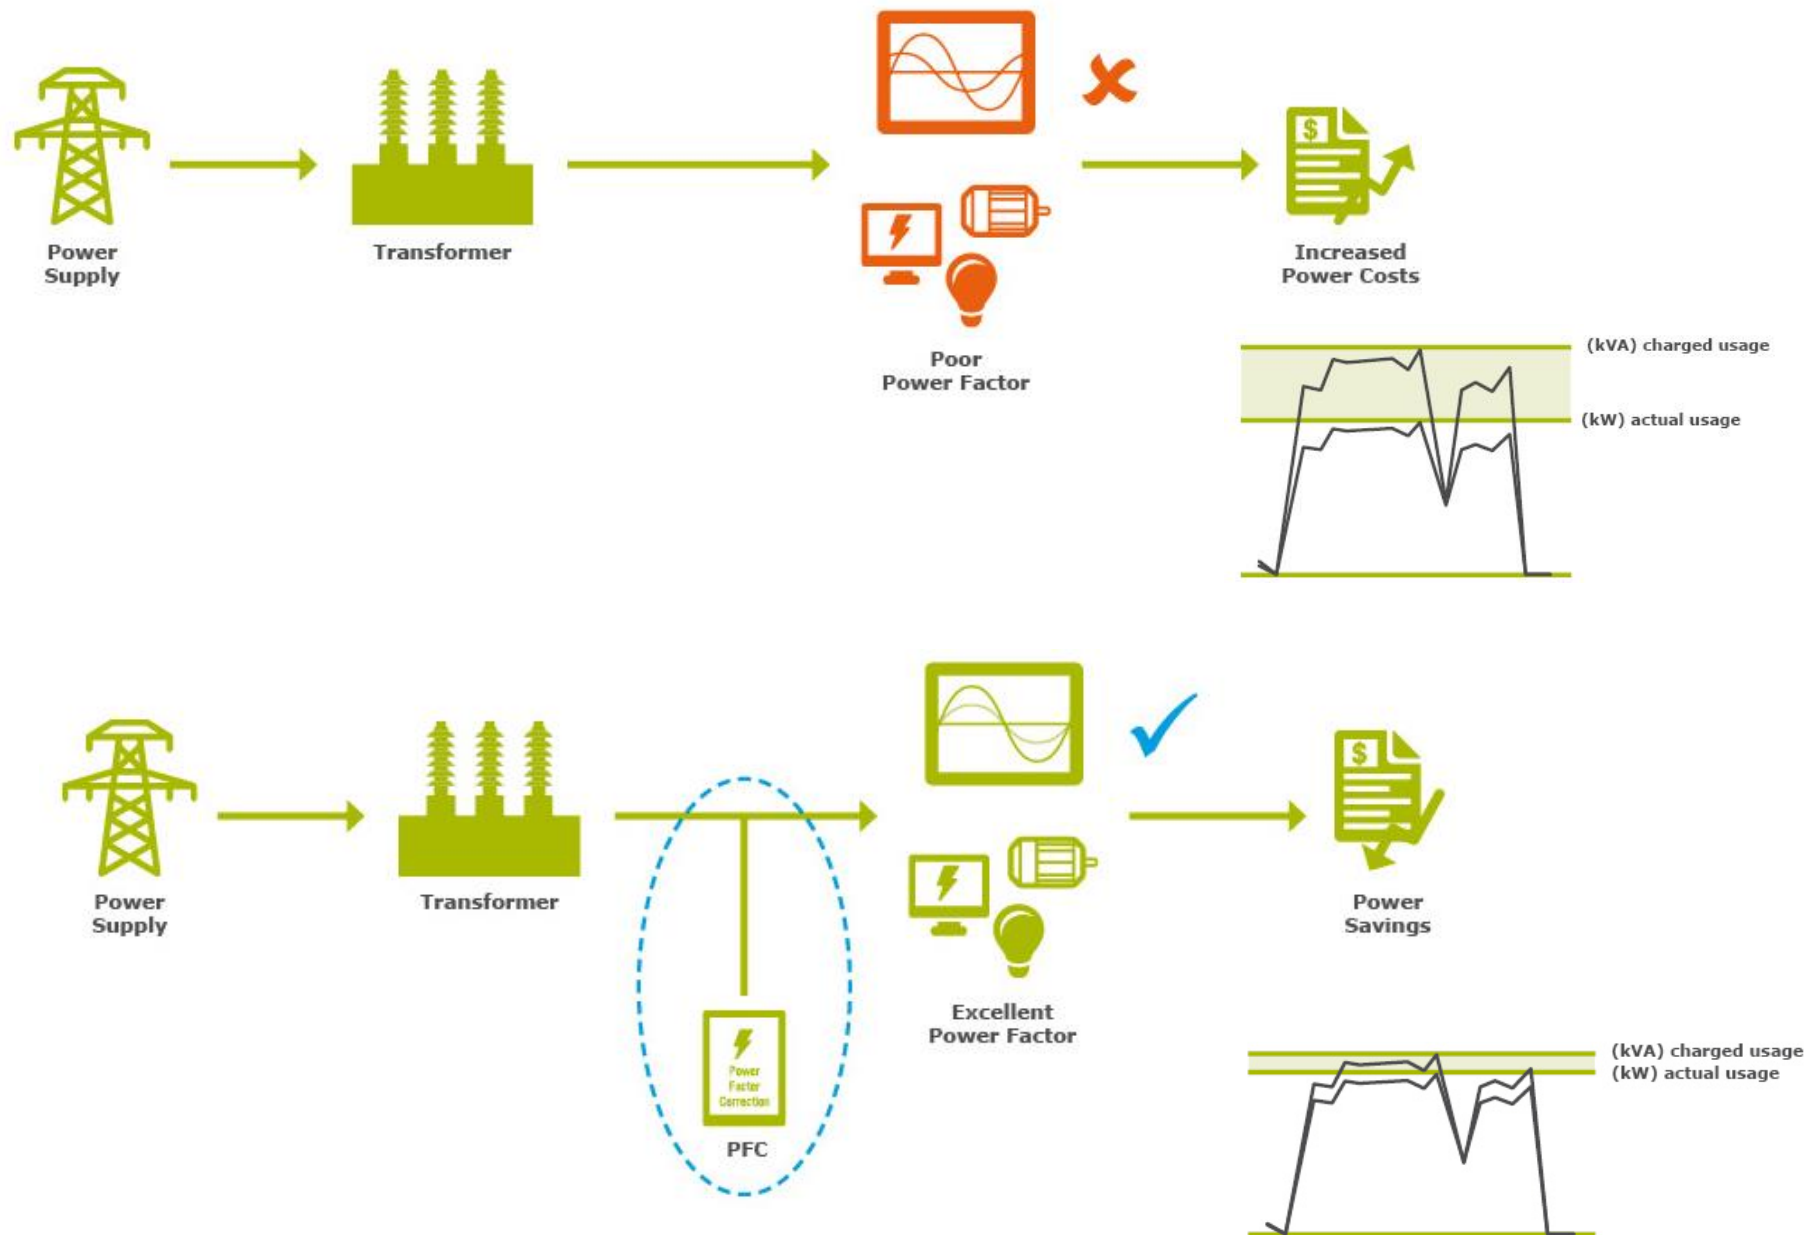 $
Power
Supply
Transformer
Increased
Power Costs
Poor
Power Factor
(kVA) charged usage
(kW) actual usage
$
Power
Supply
Transformer
Power
Savings
Excellent
Power Factor
Power
Factor
Correction
PFC
(kVA) charged usage
(kW) actual usage